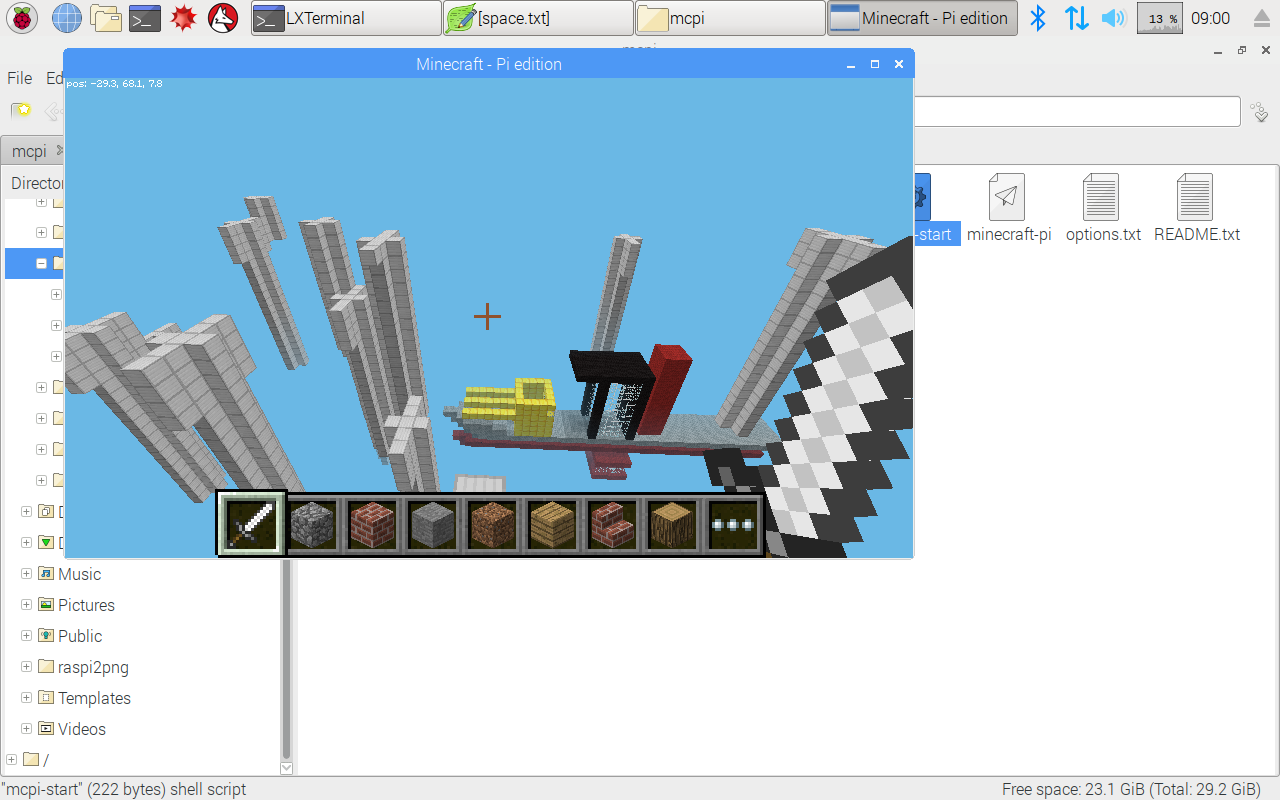 LXTerminal
[space.txt]
mcpi
Minecraft - Pi edition
13 %
09:00
Minecraft - Pi edition
pos: -29.3, 68.1, 7.8
File
Ed
mcpi
Director
-start
minecraft-pi
options.txt
README.txt
Music
Pictures
Public
raspi2png
Templates
Videos
/
"mcpi-start" (222 bytes) shell script
Free space: 23.1 GiB (Total: 29.2 GiB)